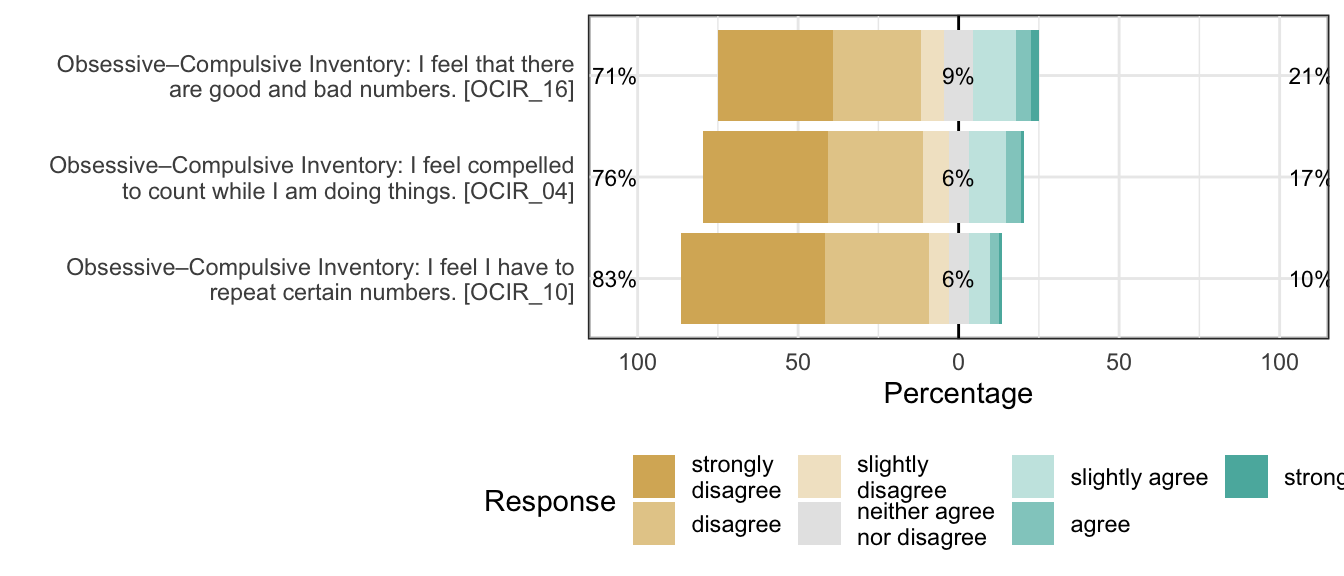 Obsessive–Compulsive Inventory: I feel that there
are good and bad numbers. [OCIR_16]
71%
9%
21%
Obsessive–Compulsive Inventory: I feel compelled
to count while I am doing things. [OCIR_04]
76%
6%
17%
Obsessive–Compulsive Inventory: I feel I have to
repeat certain numbers. [OCIR_10]
83%
6%
10%
100
50
0
50
100
Percentage
Response
strongly
disagree
disagree
slightly
disagree
neither agree
nor disagree
slightly agree
agree